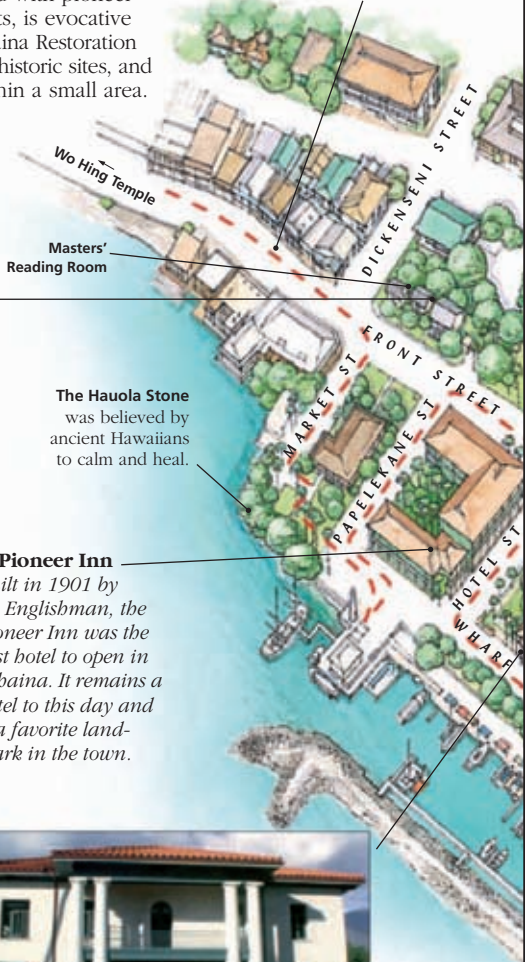 d with pioneer
ts, is evocative
aina Restoration
historic sites, and
hin a small area.
Wo Hing Temple
DICKENSENI STREET
Masters'
Reading Room
FRONT STREET
MARKET ST
PAPELEKANE ST
The Hauola Stone
was believed by
ancient Hawaiians
to calm and heal.
HOTEL ST
WHARF
Pioneer Inn
ilt in 1901 by
Englishman, the
oneer Inn was the
st hotel to open in
haina. It remains a
tel to this day and
a favorite land-
ark in the town.